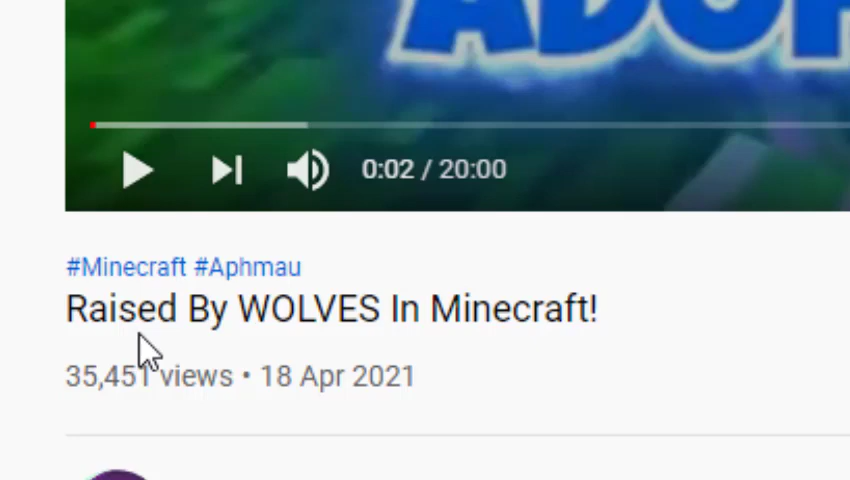 0:02 / 20:00
#Minecraft #Aphmau
Raised By WOLVES In Minecraft!
35,451 views • 18 Apr 2021